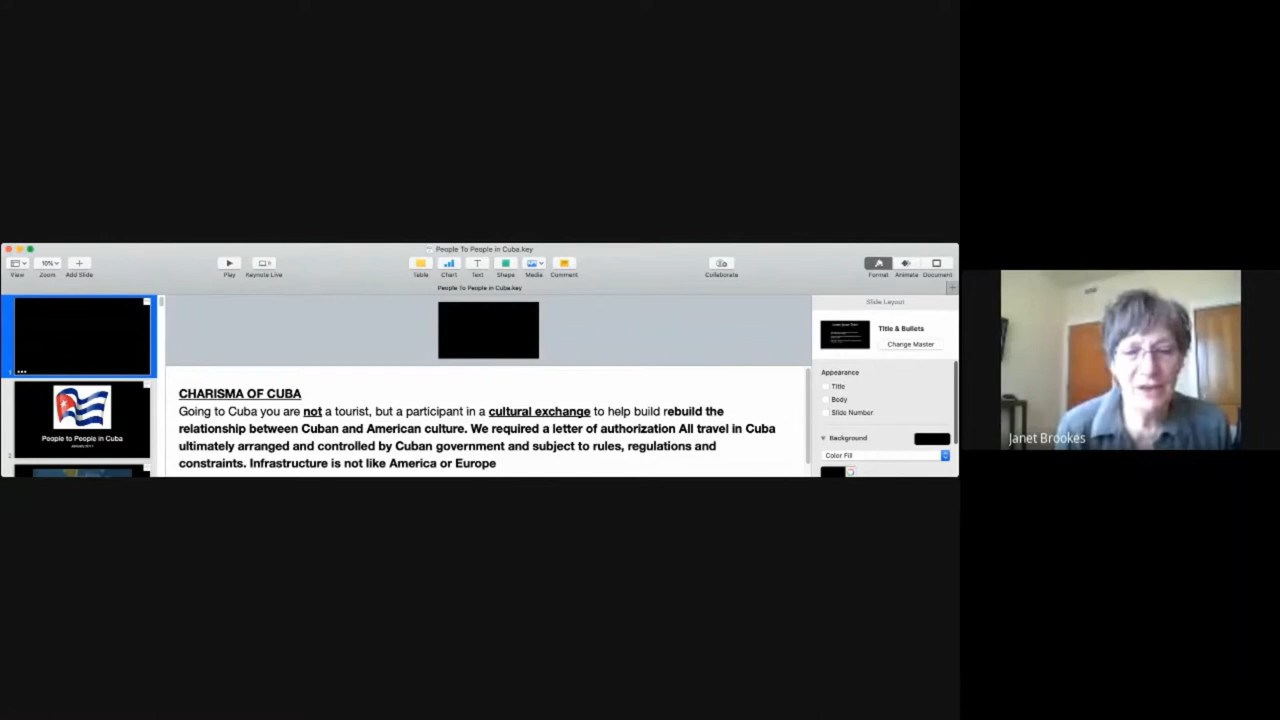 People To People in Cuba.key
10%
View
Zoom
Add Slide
Play
Keynote Live
Table
Chart
Text
Shape
Media
Comment
Collaborate
Format
Animate
Document
People To People in Cuba.key
Slide Layout
Title & Bullets
Change Master
Appearance
Title
Body
Slide Number
Background
Color Fill
1
People to People in Cuba
2
CHARISMA OF CUBA
Going to Cuba you are not a tourist, but a participant in a cultural exchange to help build rebuild the
relationship between Cuban and American culture. We required a letter of authorization All travel in Cuba
ultimately arranged and controlled by Cuban government and subject to rules, regulations and
constraints. Infrastructure is not like America or Europe
Janet Brookes